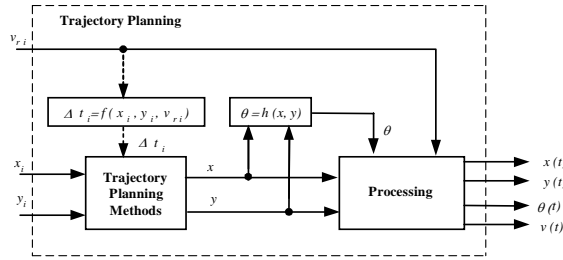 Trajectory Planning
v r i
Δ t i = f( x i , y i , v r i )
θ = h (x, y)
Δ t i
θ
x i
y i
Trajectory
Planning
Methods
x
y
Processing
x (t
y (t
θ (t)
v (t)